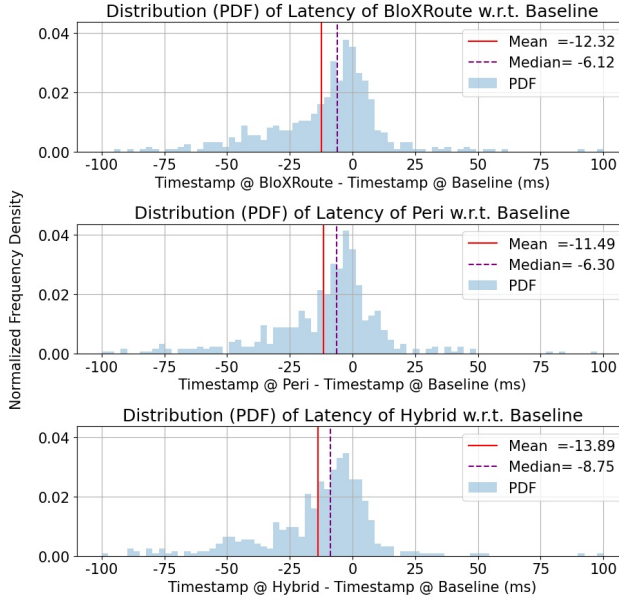 Distribution (PDF) of Latency of BloXRoute w.r.t. Baseline
0.04
0.02
0.00
Mean =-12.32
Median= -6.12
PDF
-100 -75 -50 -25 0 25 50 75 100
Timestamp @ BloXRoute - Timestamp @ Baseline (ms)
Normalized Frequency Density
Distribution (PDF) of Latency of Peri w.r.t. Baseline
0.04
0.02
0.00
Mean =-11.49
Median= -6.30
PDF
-100 -75 -50 -25 0 25 50 75 100
Timestamp @ Peri - Timestamp @ Baseline (ms)
Distribution (PDF) of Latency of Hybrid w.r.t. Baseline
0.04
0.02
0.00
Mean =-13.89
Median= -8.75
PDF
-100 -75 -50 -25 0 25 50 75 100
Timestamp @ Hybrid - Timestamp @ Baseline (ms)